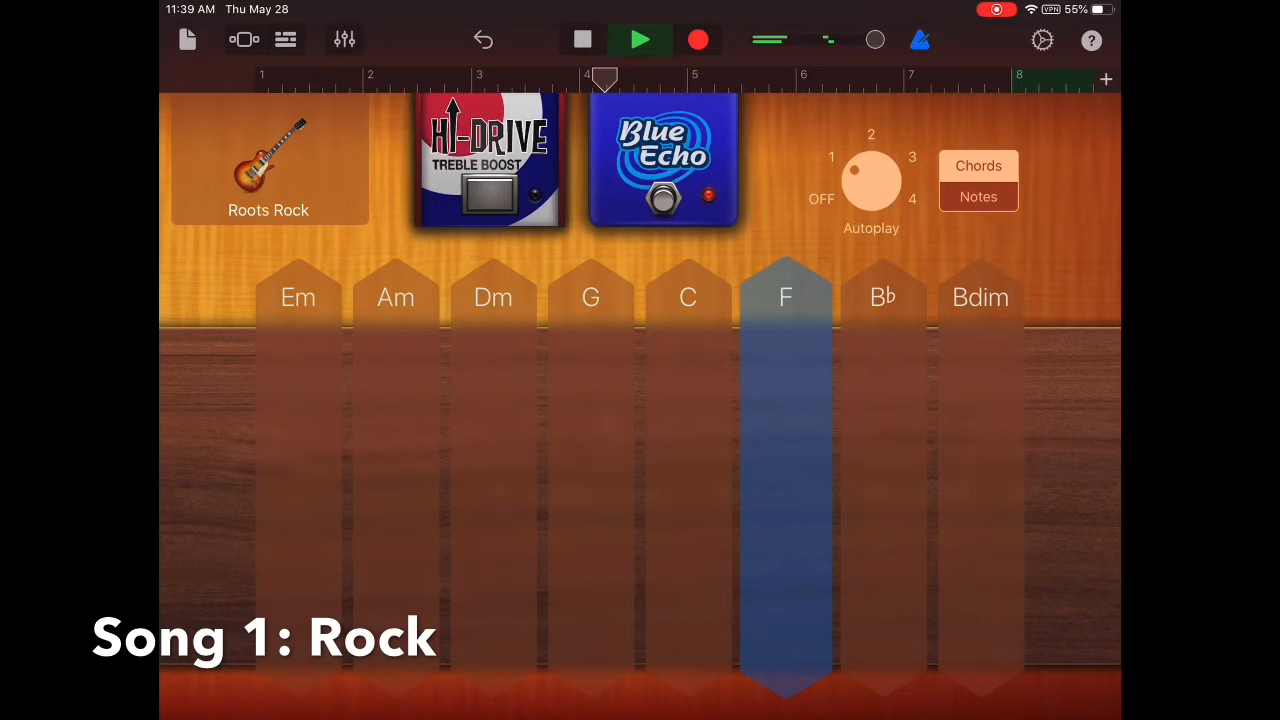 11:39 AM Thu May 28
VPN 55%
?
1 2 3 4 5 6 7 8 +
HI-DRIVE
TREBLE BOOST
Blue
Echo
Roots Rock
2
1 3
OFF 4
Autoplay
Chords
Notes
Em Am Dm G C F B♭ Bdim
Song 1: Rock